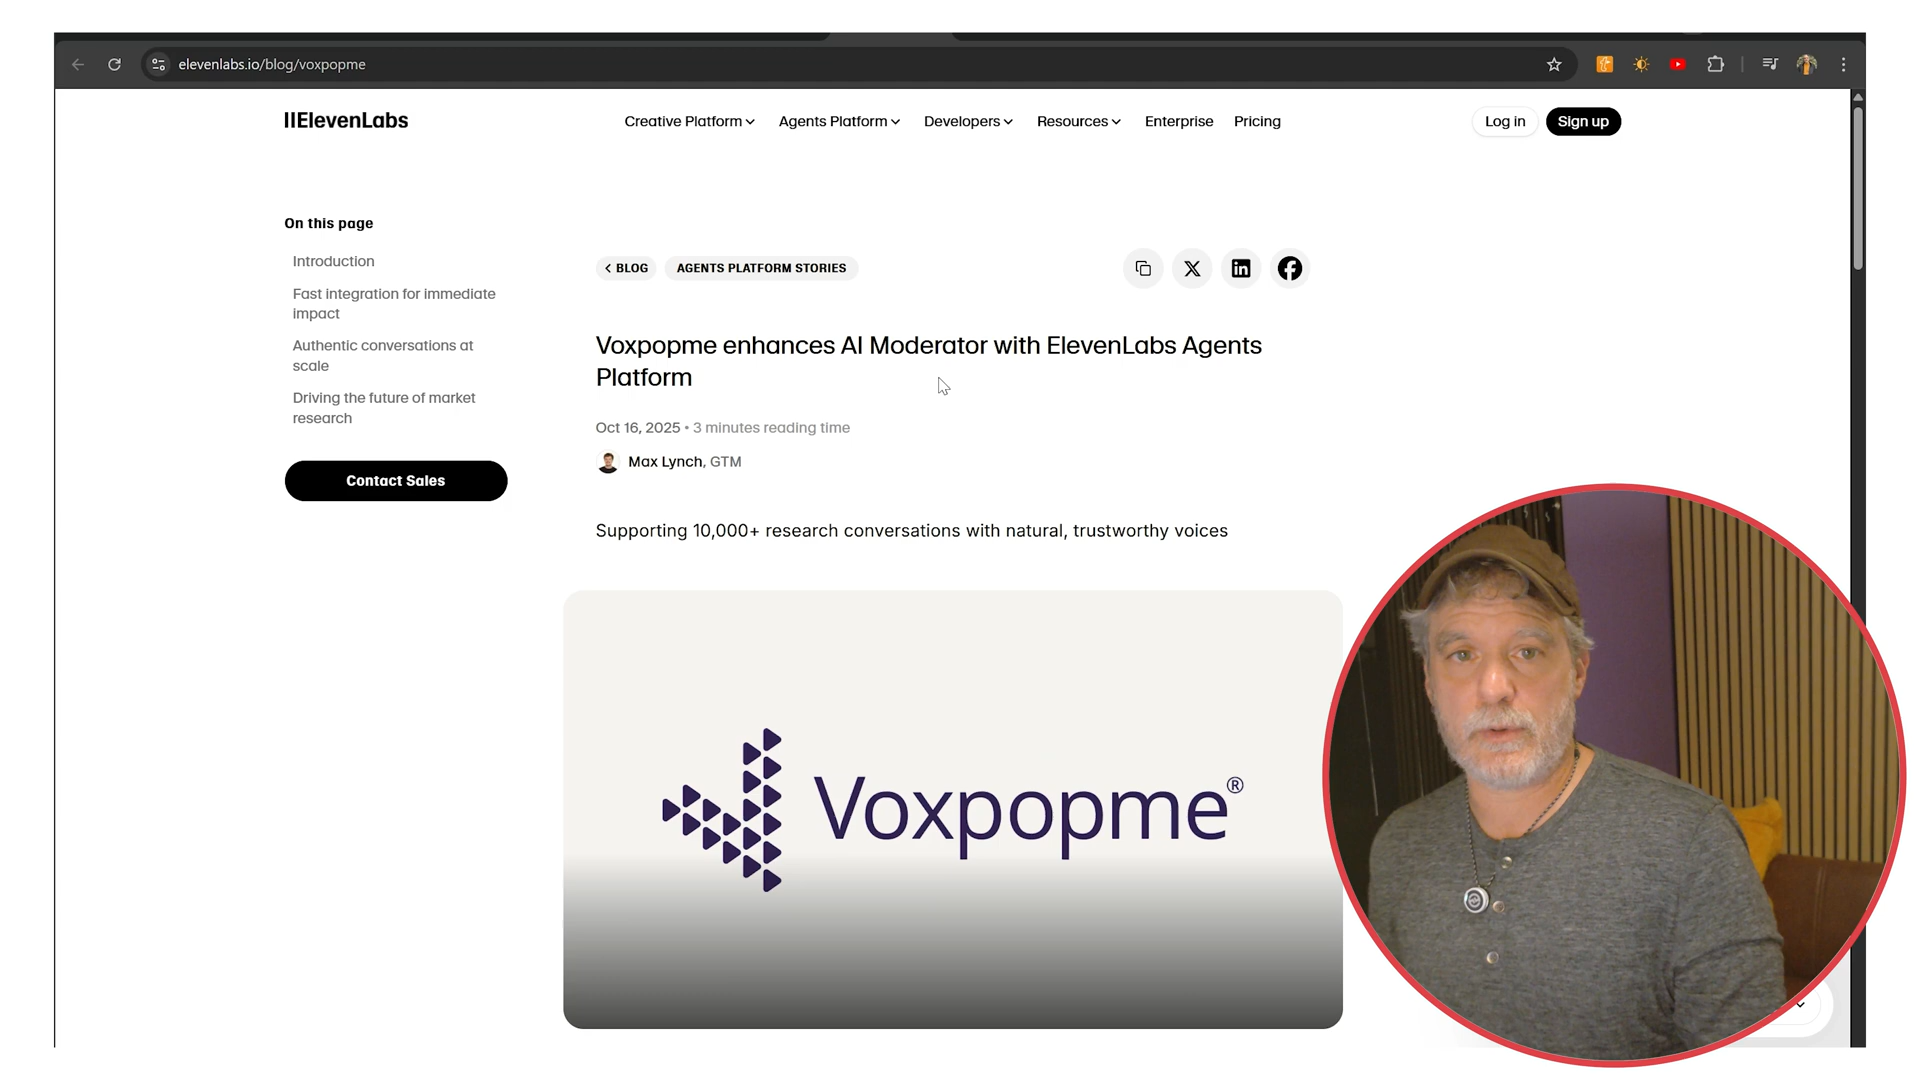 elevenlabs.io/blog/voxpopme
IIElevenLabs
Creative Platform
Agents Platform
Developers
Resources
Enterprise
Pricing
Log in
Sign up
On this page
Introduction
Fast integration for immediate
impact
Authentic conversations at
scale
Driving the future of market
research
Contact Sales
BLOG
AGENTS PLATFORM STORIES
Voxpopme enhances AI Moderator with ElevenLabs Agents
Platform
Oct 16, 2025 • 3 minutes reading time
Max Lynch, GTM
Supporting 10,000+ research conversations with natural, trustworthy voices
Voxpopme®